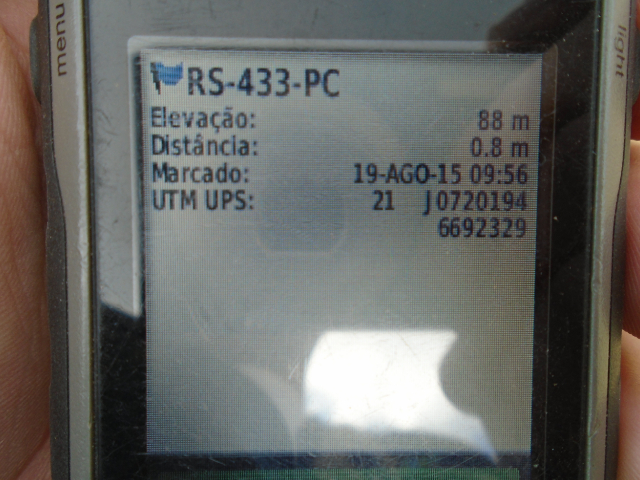 menu
light
RS-433-PC
Elevação: 88 m
Distância: 0.8 m
Marcado: 19-AGO-15 09:56
UTM UPS: 21 J0720194
6692329